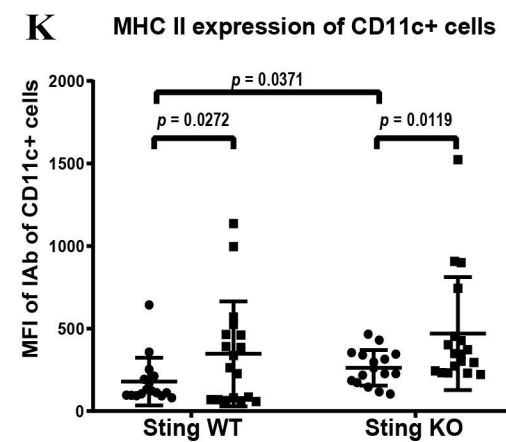 K MHC II expression of CD11c+ cells
MFI of IAb of CD11c+ cells
2000
1500
1000
500
0
p = 0.0371
p = 0.0272
p = 0.0119
Sting WT
Sting KO